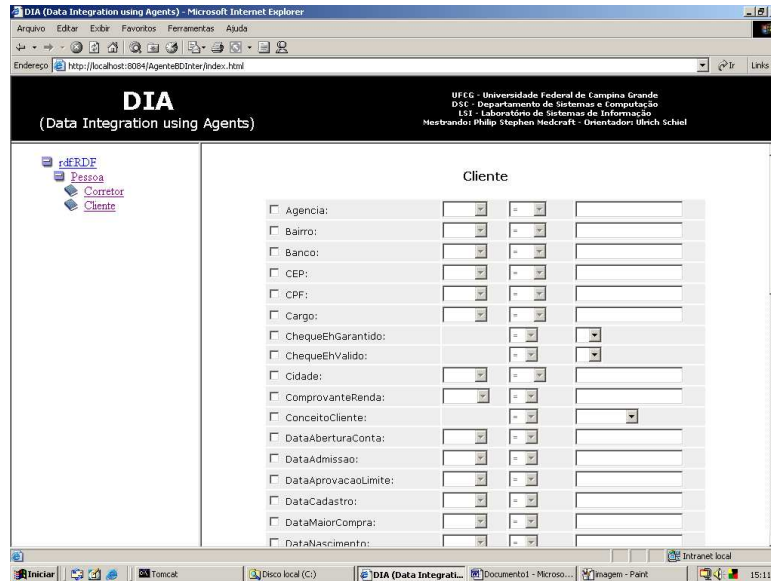 DIA (Data Integration using Agents) - Microsoft Internet Explorer
Arquivo Editar Exibir Favoritos Ferramentas Ajuda
Endereço http://localhost:8084/AgenteBDInter/index.html Ir Links
DIA
(Data Integration using Agents)
UFCG - Universidade Federal de Campina Grande
DSC - Departamento de Sistemas e Computação
LSI - Laboratório de Sistemas de Informação
Mestrando: Philip Stephen Medcraft - Orientador: Ulrich Schiel
rdfRDF
Pessoa
Corretor
Cliente
Cliente
Agencia: =
Bairro: =
Banco: =
CEP: =
CPF: =
Cargo: =
ChequeEhGarantido: =
ChequeEhValido: =
Cidade: =
ComprovanteRenda: =
ConceitoCliente: =
DataAberturaConta: =
DataAdmissao: =
DataAprovacaoLimite: =
DataCadastro: =
DataMaiorCompra: =
DataNascimento: =
Intranet local
Iniciar Tomcat Disco local (C:) DIA (Data Integrati... Documento1 - Microso... imagem - Paint 15:11